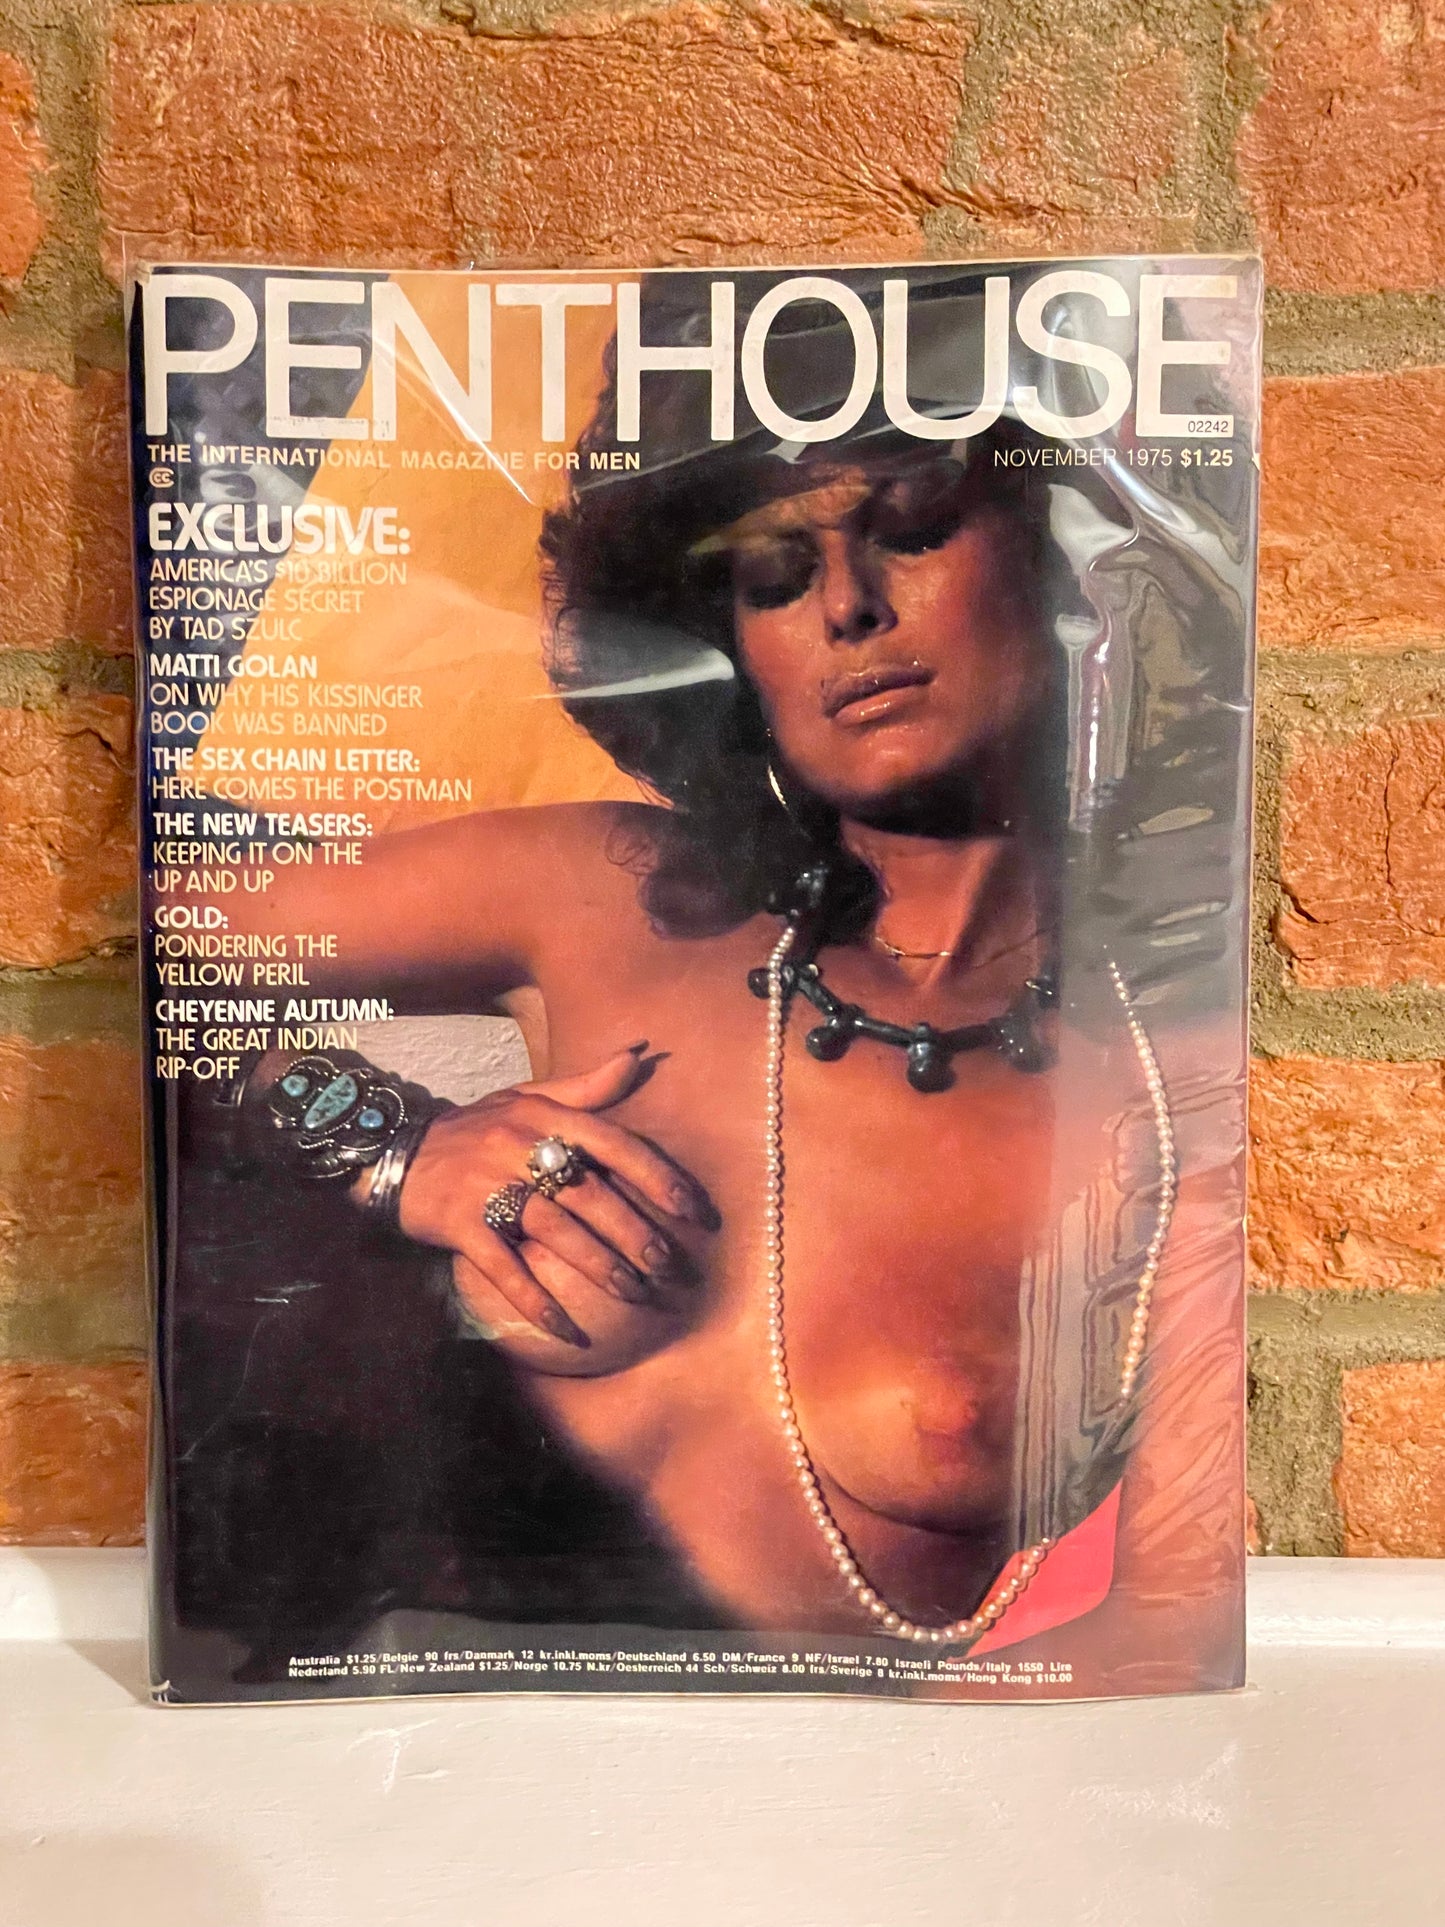 PENTHOUSE
02242
THE INTERNATIONAL MAGAZINE FOR MEN
NOVEMBER 1975 $1.25
CC
EXCLUSIVE:
AMERICA'S $10 BILLION
ESPIONAGE SECRET
BY TAD SZULC
MATTI GOLAN
ON WHY HIS KISSINGER
BOOK WAS BANNED
THE SEX CHAIN LETTER:
HERE COMES THE POSTMAN
THE NEW TEASERS:
KEEPING IT ON THE
UP AND UP
GOLD:
PONDERING THE
YELLOW PERIL
CHEYENNE AUTUMN:
THE GREAT INDIAN
RIP-OFF
Australia $1.25/Belgie 90 frs/Danmark 12 kr.inkl.moms/Deutschland 6.50 DM/France 9 NF/Israel 7.80 Israeli Pounds/Italy 1550 Lire
Nederland 5.90 FL/New Zealand $1.25/Norge 10.75 N.kr/Oesterreich 44 Sch/Schweiz 8.00 frs/Sverige 8 kr.inkl.moms/Hong Kong $10.00